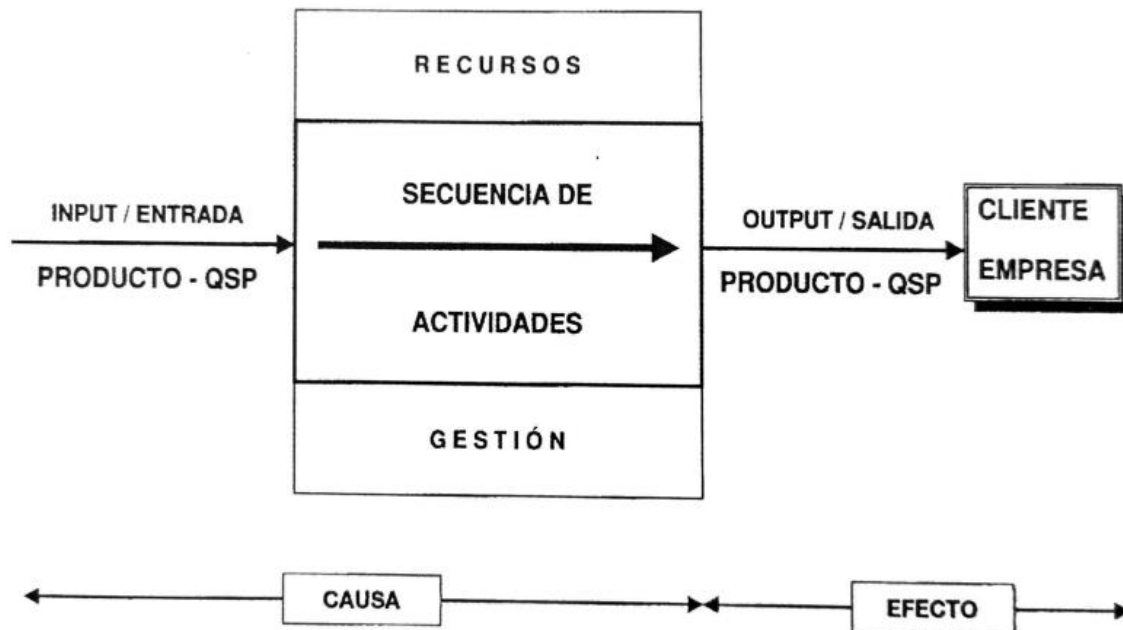 RECURSOS
SECUENCIA DE
ACTIVIDADES
GESTIÓN
INPUT / ENTRADA
PRODUCTO - QSP
OUTPUT / SALIDA
PRODUCTO - QSP
CLIENTE
EMPRESA
CAUSA
EFECTO